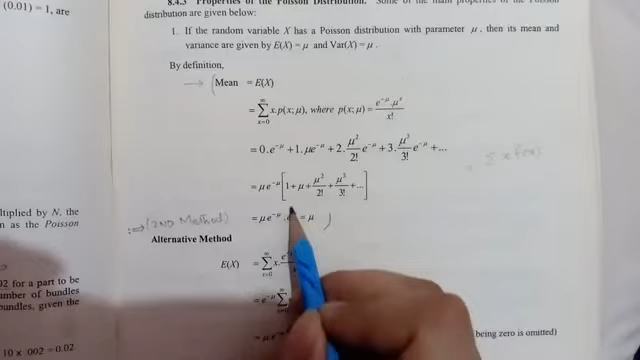 (0.01) = 1, are
8.4.3 Properties of the Poisson Distribution. Some of the main properties of the Poisson
distribution are given below:
1. If the random variable X has a Poisson distribution with parameter μ, then its mean and
variance are given by E(X) = μ and Var(X) = μ.
By definition,
→ (Mean = E(X)
= ∑_{x=0}^{∞} x.p(x;μ), where p(x;μ) = e^{-μ}.μ^x / x!
= 0.e^{-μ} + 1.μe^{-μ} + 2.μ²/2! e^{-μ} + 3.μ³/3! e^{-μ} + ...
∑ x f(x)
= μe^{-μ}[1 + μ + μ²/2! + μ³/3! + ...]
= μe^{-μ}. = μ )
(2ND Method)
ltiplied by N, the
n as the Poisson
Alternative Method
E(X) = ∑_{x=0}^{∞} x.
= e^{-μ} ∑
02 for a part to be
umber of bundles
bundles, given the
being zero is omitted)
10 × 002 = 0.02